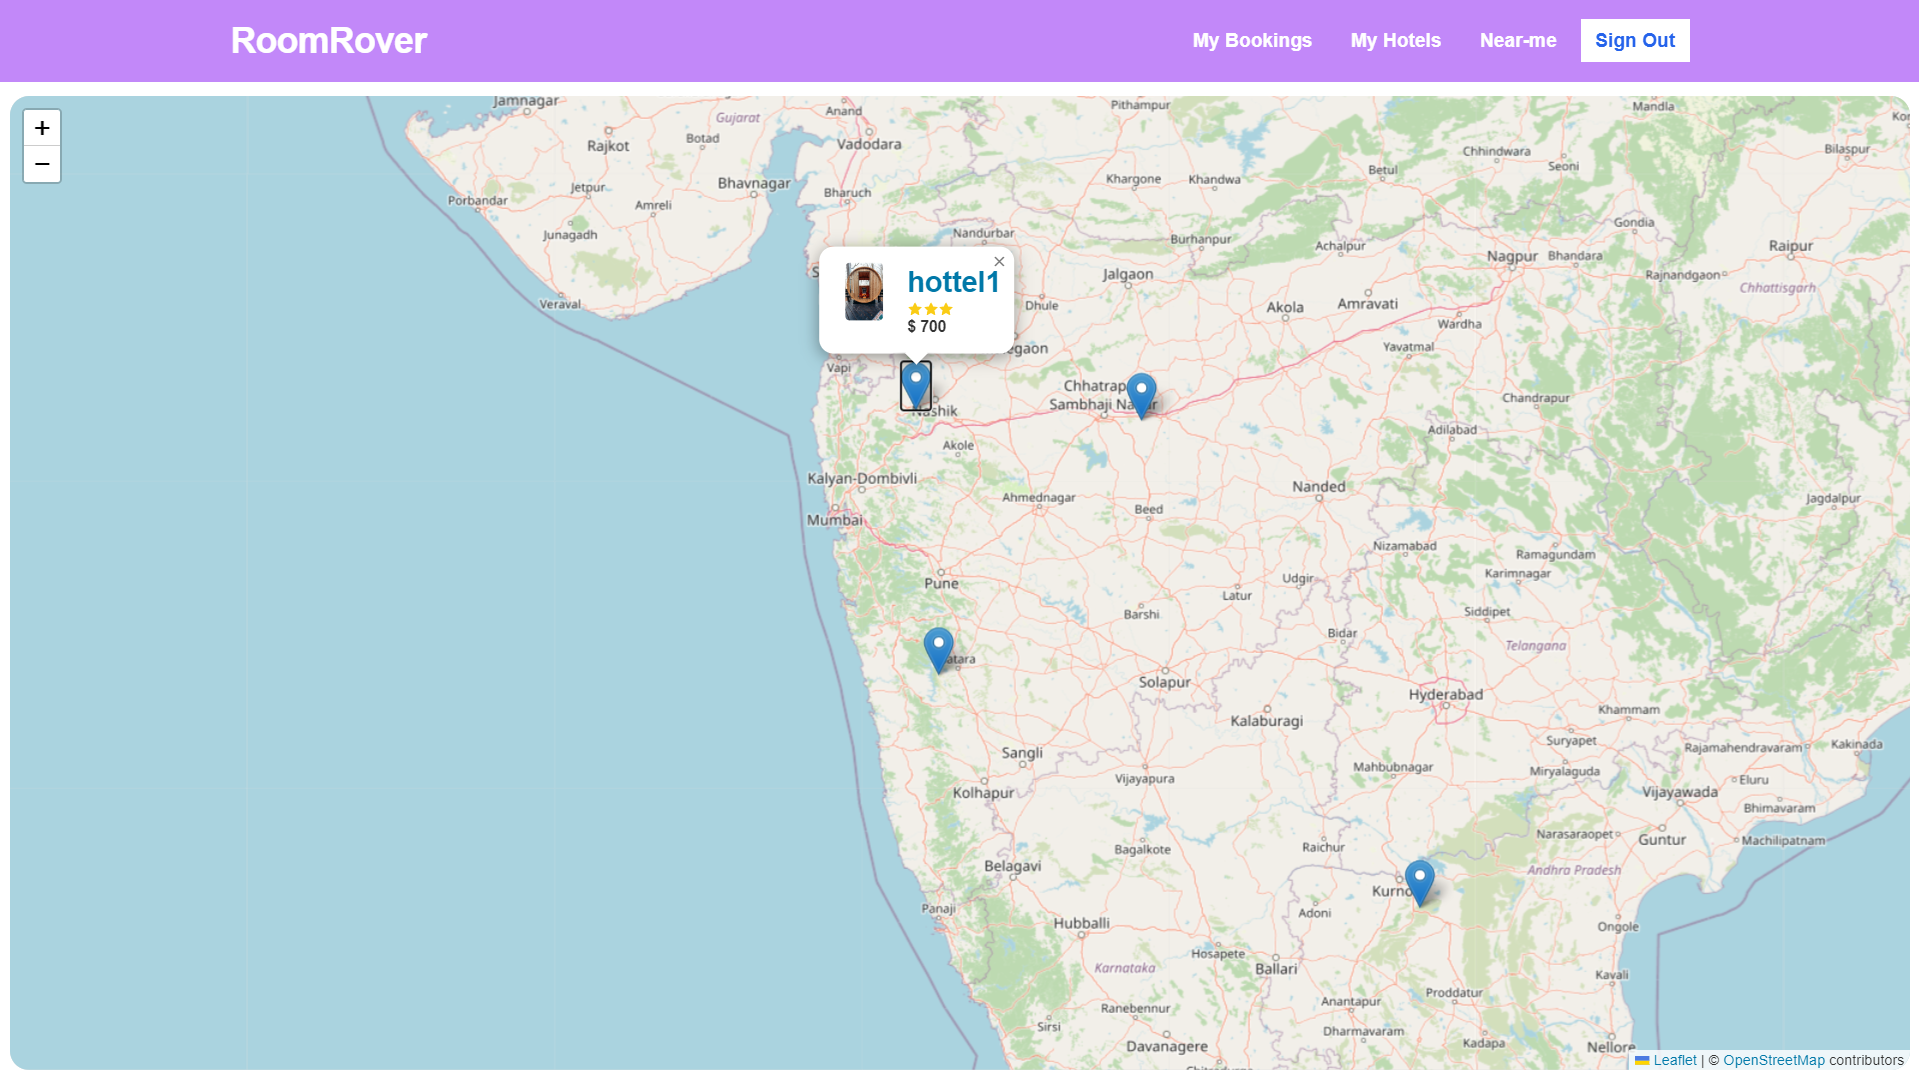 RoomRover
My Bookings
My Hotels
Near-me
Sign Out
+
−
Jamnagar
Gujarat
Anand
Pithampur
Mandla
Rajkot
Botad
Vadodara
Chhindwara
Seoni
Bilaspur
Jetpur
Bhavnagar
Bharuch
Khargone
Khandwa
Betul
Porbandar
Amreli
Junagadh
Nandurbar
Burhanpur
Achalpur
Gondia
Bhandara
Nagpur
Raipur
Rajnandgaon
Chhattisgarh
Veraval
×
hottel1
$ 700
Jalgaon
Dhule
Akola
Amravati
Wardha
egaon
Yavatmal
Vapi
Chhatrap
Sambhaji Na
r
Nashik
Chandrapur
Adilabad
Akole
Kalyan-Dombivli
Ahmednagar
Nanded
Jagdalpur
Beed
Mumbai
Nizamabad
Ramagundam
Karimnagar
Pune
Udgir
Latur
Barshi
Siddipet
Bidar
Telangana
atara
Solapur
Hyderabad
Khammam
Kalaburagi
Suryapet
Rajamahendravaram
Kakinada
Sangli
Vijayapura
Mahbubnagar
Miryalaguda
Eluru
Kolhapur
Vijayawada
Bhimavaram
Narasaraopet
Guntur
Machilipatnam
Bagalkote
Raichur
Belagavi
Andhra Pradesh
Kurno
Panaji
Adoni
Hubballi
Ongole
Hosapete
Karnataka
Ballari
Kavali
Proddatur
Anantapur
Ranebennur
Sirsi
Dharmavaram
Kadapa
Davanagere
Nellore
Chitradurga
Leaflet | © OpenStreetMap contributors